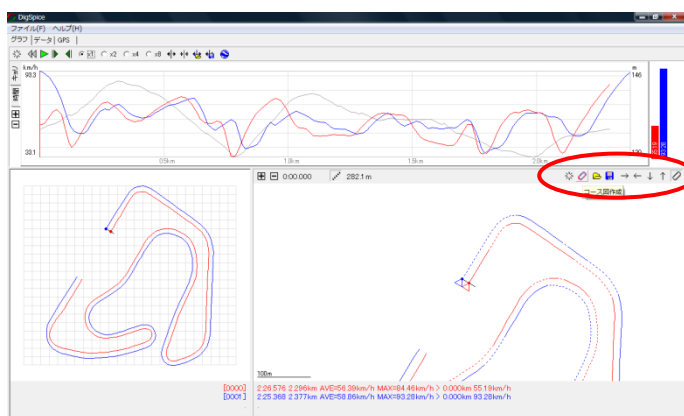 DigSpice
ファイル(F) ヘルプ(H)
グラフ データ GPS
x1 x2 x4 x8
km/h
93.3
33.1
m
146
0.5km 1.0km 1.5km 2.0km
0:00.000 282.1 m
コース図作成
100m
[0000] 2:26.576 2.296km AVE=56.39km/h MAX=84.46km/h > 0.000km 55.19km/h
[0001] 2:25.368 2.377km AVE=58.86km/h MAX=93.28km/h > 0.000km 93.28km/h